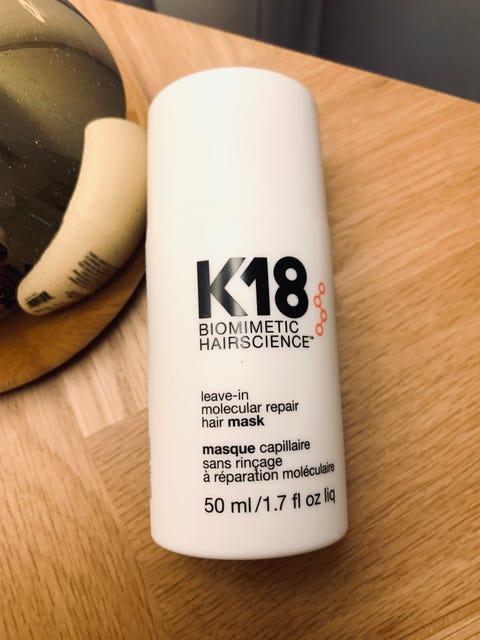 K18
BIOMIMETIC
HAIRSCIENCE™
leave-in
molecular repair
hair mask
masque capillaire
sans rinçage
à réparation moléculaire
50 ml/1.7 fl oz liq